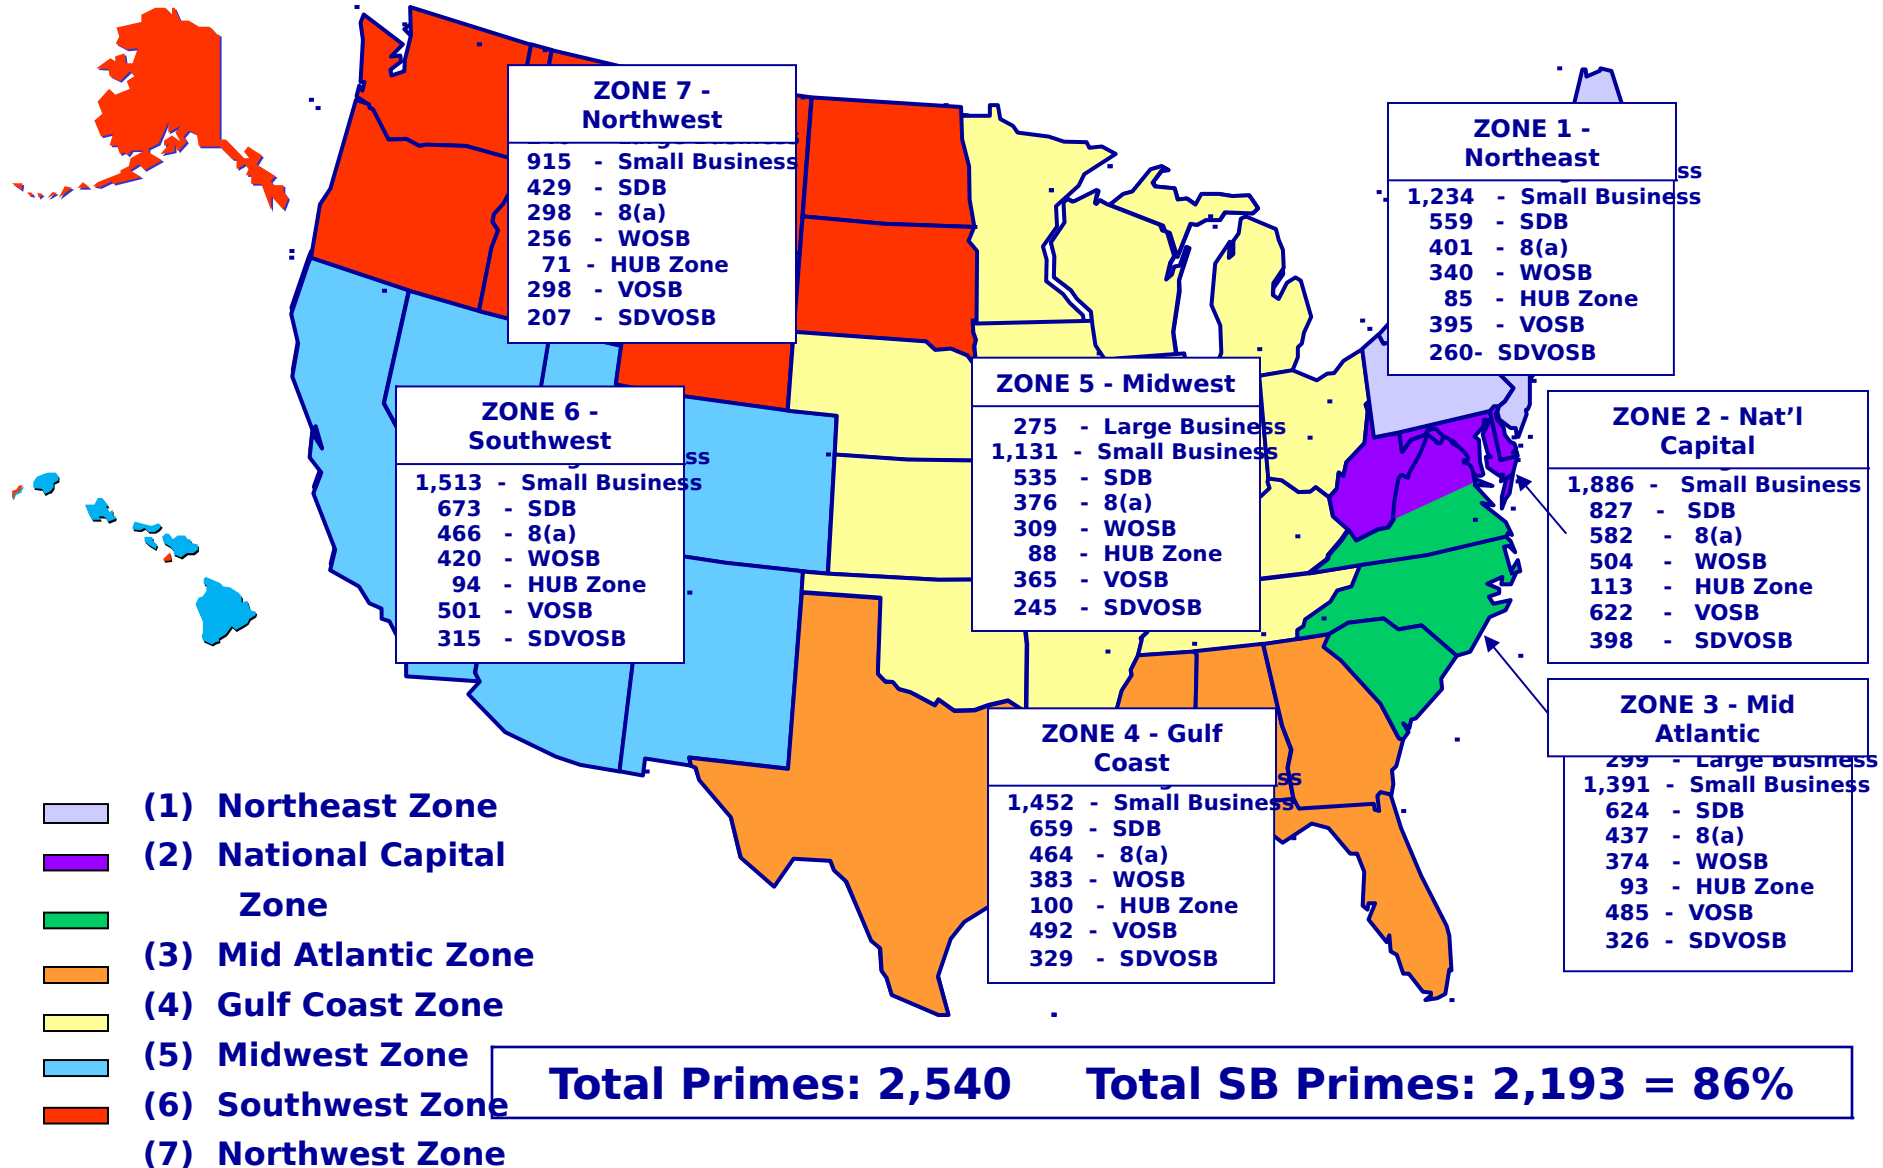 ZONE 7 -
Northwest
Large Business
915 - Small Business
429 - SDB
298 - 8(a)
256 - WOSB
71 - HUB Zone
298 - VOSB
207 - SDVOSB
ZONE 1 -
Northeast
ss
1,234 - Small Business
559 - SDB
401 - 8(a)
340 - WOSB
85 - HUB Zone
395 - VOSB
260- SDVOSB
ZONE 6 -
Southwest
ss
1,513 - Small Business
673 - SDB
466 - 8(a)
420 - WOSB
94 - HUB Zone
501 - VOSB
315 - SDVOSB
ZONE 5 - Midwest
275 - Large Business
1,131 - Small Business
535 - SDB
376 - 8(a)
309 - WOSB
88 - HUB Zone
365 - VOSB
245 - SDVOSB
ZONE 2 - Nat’l
Capital
1,886 - Small Business
827 - SDB
582 - 8(a)
504 - WOSB
113 - HUB Zone
622 - VOSB
398 - SDVOSB
ZONE 4 - Gulf
Coast
ss
1,452 - Small Business
659 - SDB
464 - 8(a)
383 - WOSB
100 - HUB Zone
492 - VOSB
329 - SDVOSB
ZONE 3 - Mid
Atlantic
299 - Large Business
1,391 - Small Business
624 - SDB
437 - 8(a)
374 - WOSB
93 - HUB Zone
485 - VOSB
326 - SDVOSB
(1) Northeast Zone
(2) National Capital
Zone
(3) Mid Atlantic Zone
(4) Gulf Coast Zone
(5) Midwest Zone
(6) Southwest Zone
(7) Northwest Zone
Total Primes: 2,540 Total SB Primes: 2,193 = 86%